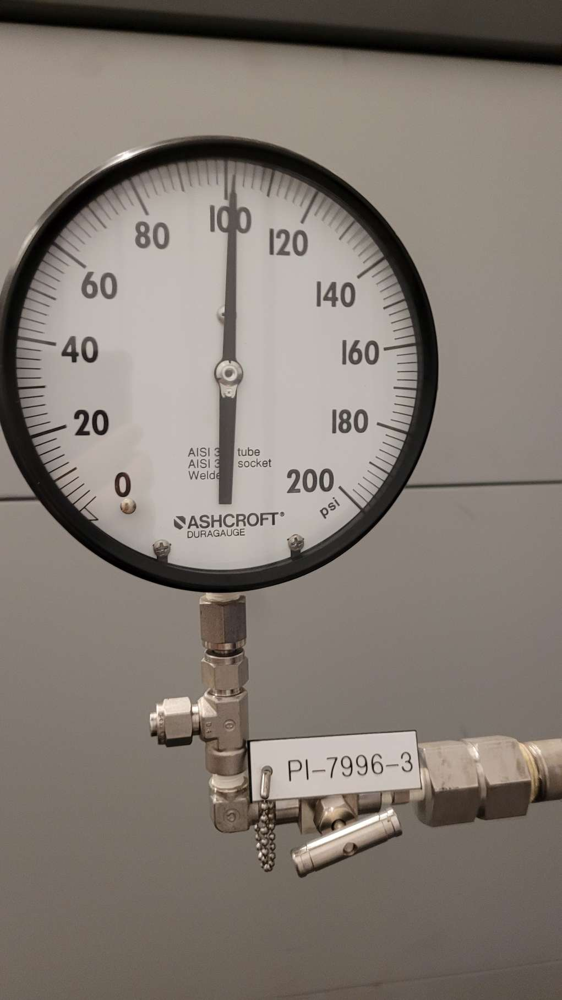 100
80
120
60
140
40
160
20
180
0
200
psi
AISI 3 tube
AISI 3 socket
Welde
ASHCROFT®
DURAGAUGE
PI-7996-3